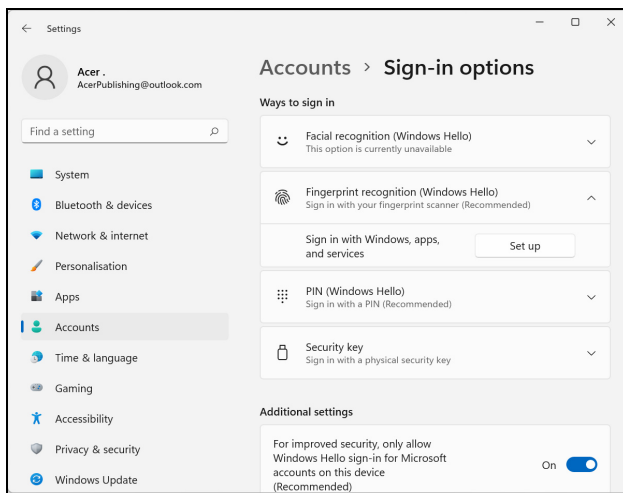 Settings
Acer .
AcerPublishing@outlook.com
Find a setting
System
Bluetooth & devices
Network & internet
Personalisation
Apps
Accounts
Time & language
Gaming
Accessibility
Privacy & security
Windows Update
Accounts > Sign-in options
Ways to sign in
Facial recognition (Windows Hello)
This option is currently unavailable
Fingerprint recognition (Windows Hello)
Sign in with your fingerprint scanner (Recommended)
Sign in with Windows, apps,
and services
Set up
PIN (Windows Hello)
Sign in with a PIN (Recommended)
Security key
Sign in with a physical security key
Additional settings
For improved security, only allow
Windows Hello sign-in for Microsoft
accounts on this device
(Recommended)
On